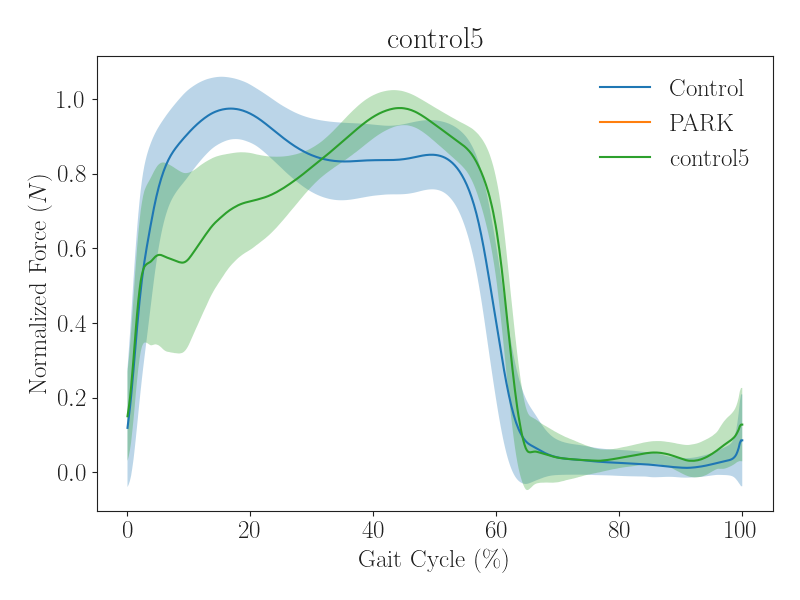 control5
Normalized Force (N)
1.0
0.8
0.6
0.4
0.2
0.0
Control
PARK
control5
0 20 40 60 80 100
Gait Cycle (%)